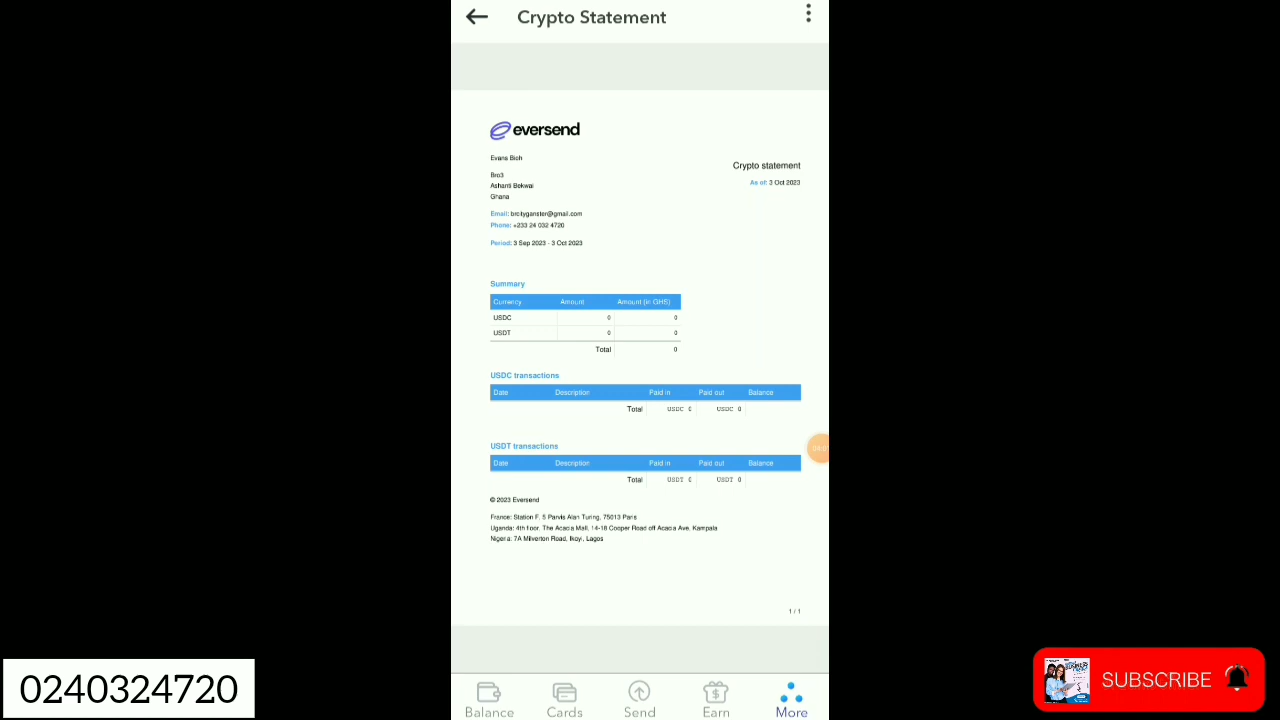 Crypto Statement
eversend
Evans Bioh
Crypto statement
As of: 3 Oct 2023
Bro3
Ashanti Bekwai
Ghana
Email: brcityganster@gmail.com
Phone: +233 24 032 4720
Period: 3 Sep 2023 - 3 Oct 2023
Summary
Currency Amount Amount (in GHS)
USDC 0 0
USDT 0 0
Total 0
USDC transactions
Date Description Paid in Paid out Balance
Total USDC 0 USDC 0
USDT transactions
Date Description Paid in Paid out Balance
Total USDT 0 USDT 0
© 2023 Eversend
France: Station F, 5 Parvis Alan Turing, 75013 Paris
Uganda: 4th floor, The Acacia Mall, 14-18 Cooper Road off Acacia Ave, Kampala
Nigeria: 7A Milverton Road, Ikoyi, Lagos
1 / 1
0240324720
SUBSCRIBE
Balance Cards Send Earn More